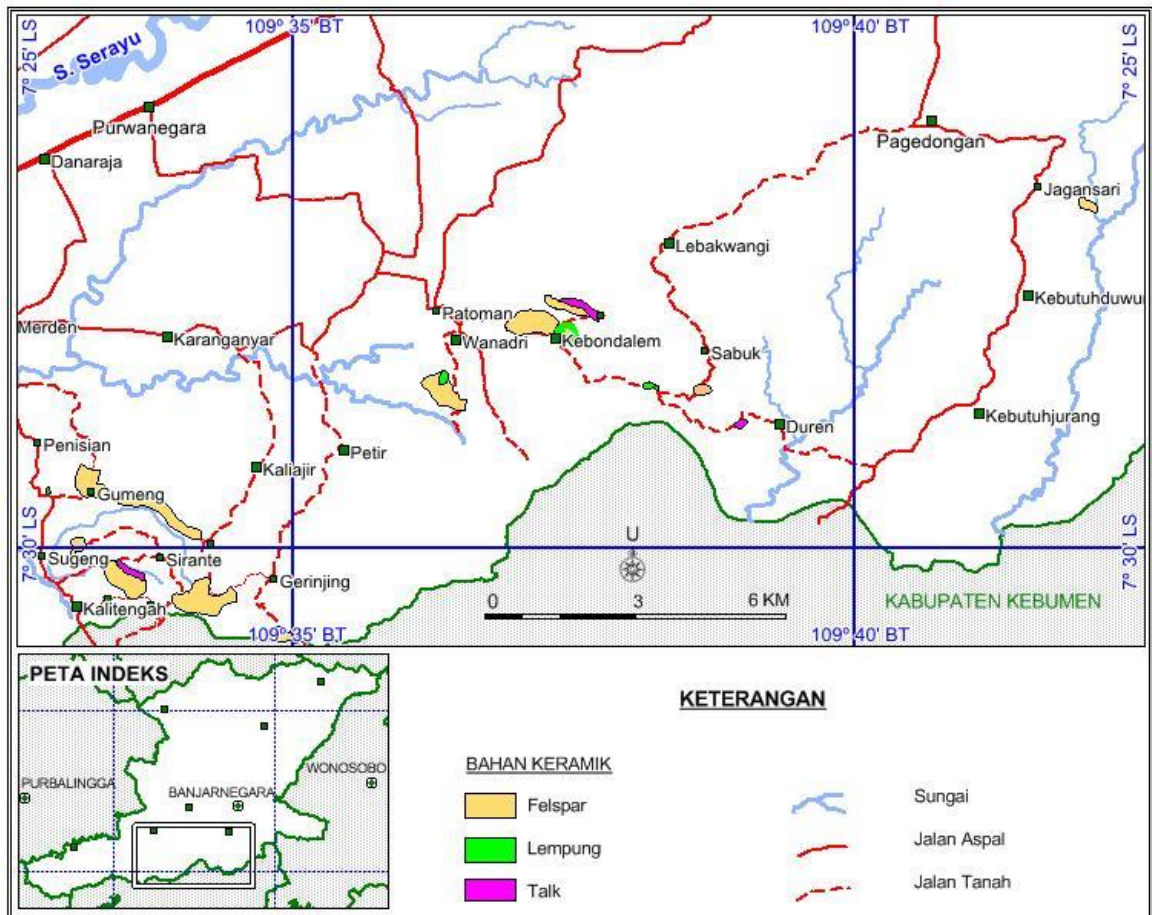 109° 35' BT
109° 40' BT
7° 25' LS
7° 25' LS
S. Serayu
Purwanegara
Danaraja
Pagedongan
Jagansari
Lebakwangi
Kebutuhduwur
Merden
Karanganyar
Patoman
Wanadri
Kebondalem
Sabuk
Kebutuhjurang
Duren
Penisian
Petir
Kaliajir
Gumeng
7° 30' LS
7° 30' LS
Sugeng
Sirante
U
Gerinjing
Kalitengah
0 3 6 KM
KABUPATEN KEBUMEN
109° 35' BT
109° 40' BT
PETA INDEKS
PURBALINGGA
BANJARNEGARA
WONOSOBO
KETERANGAN
BAHAN KERAMIK
Felspar
Lempung
Talk
Sungai
Jalan Aspal
Jalan Tanah